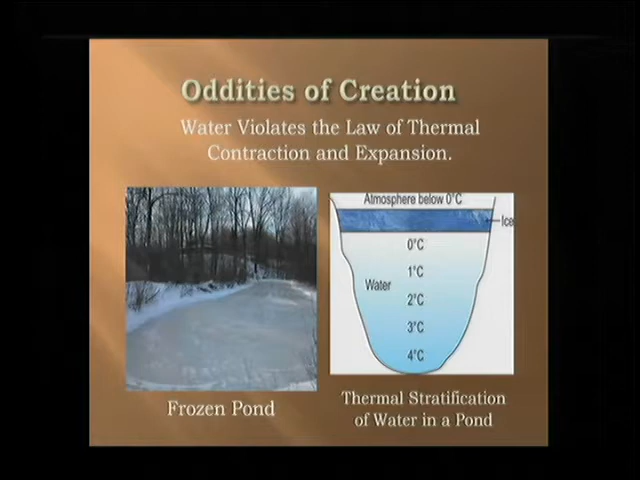 Oddities of Creation
Water Violates the Law of Thermal
Contraction and Expansion.
Atmosphere below 0°C
Ice
0°C
1°C
Water
2°C
3°C
4°C
Frozen Pond
Thermal Stratification
of Water in a Pond